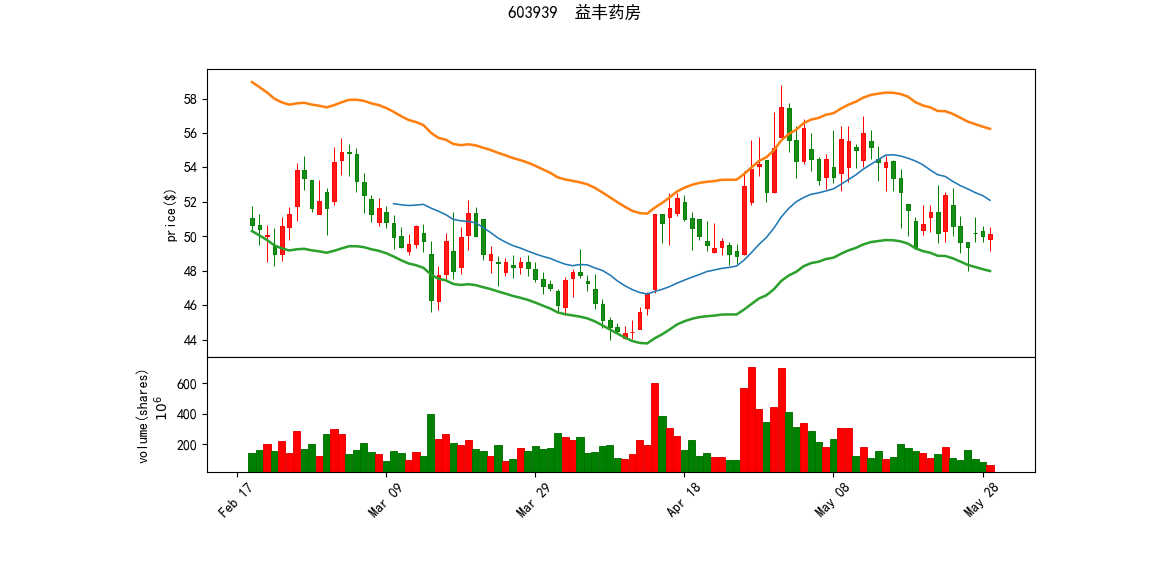 603939 益丰药房
price($)
58
56
54
52
50
48
46
44
volume(shares)
10^6
600
400
200
Feb 17
Mar 09
Mar 29
Apr 18
May 08
May 28